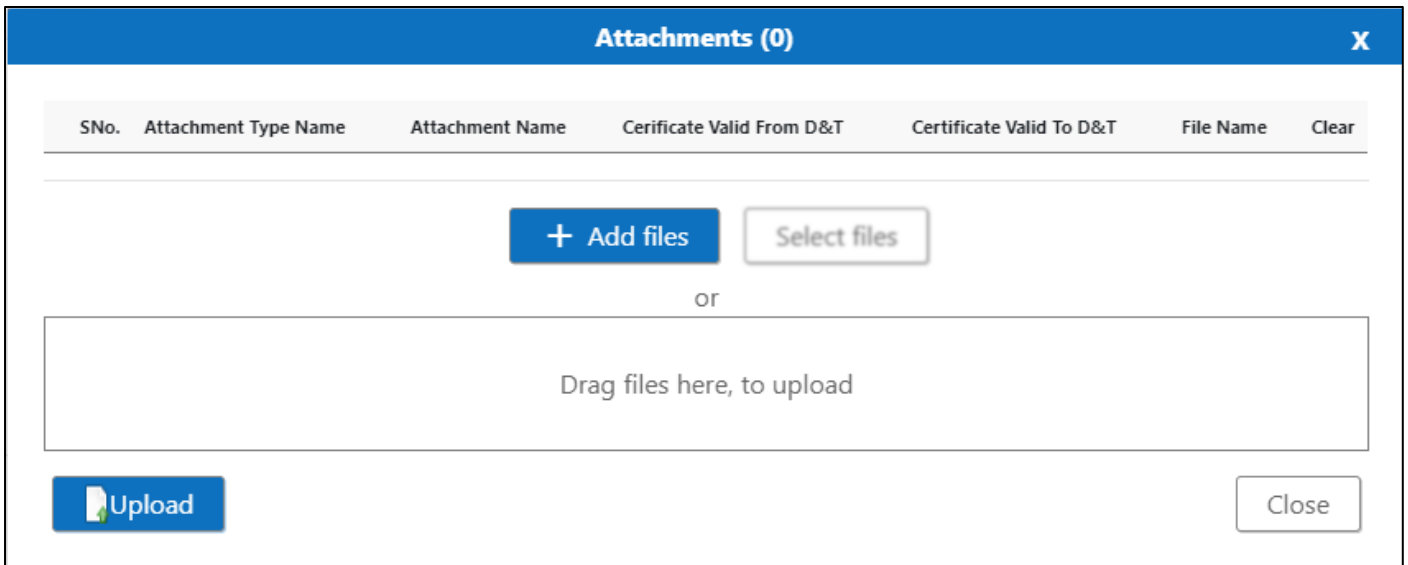 Attachments (0) X
SNo. Attachment Type Name Attachment Name Cerificate Valid From D&T Certificate Valid To D&T File Name Clear
+ Add files Select files
or
Drag files here, to upload
Upload Close